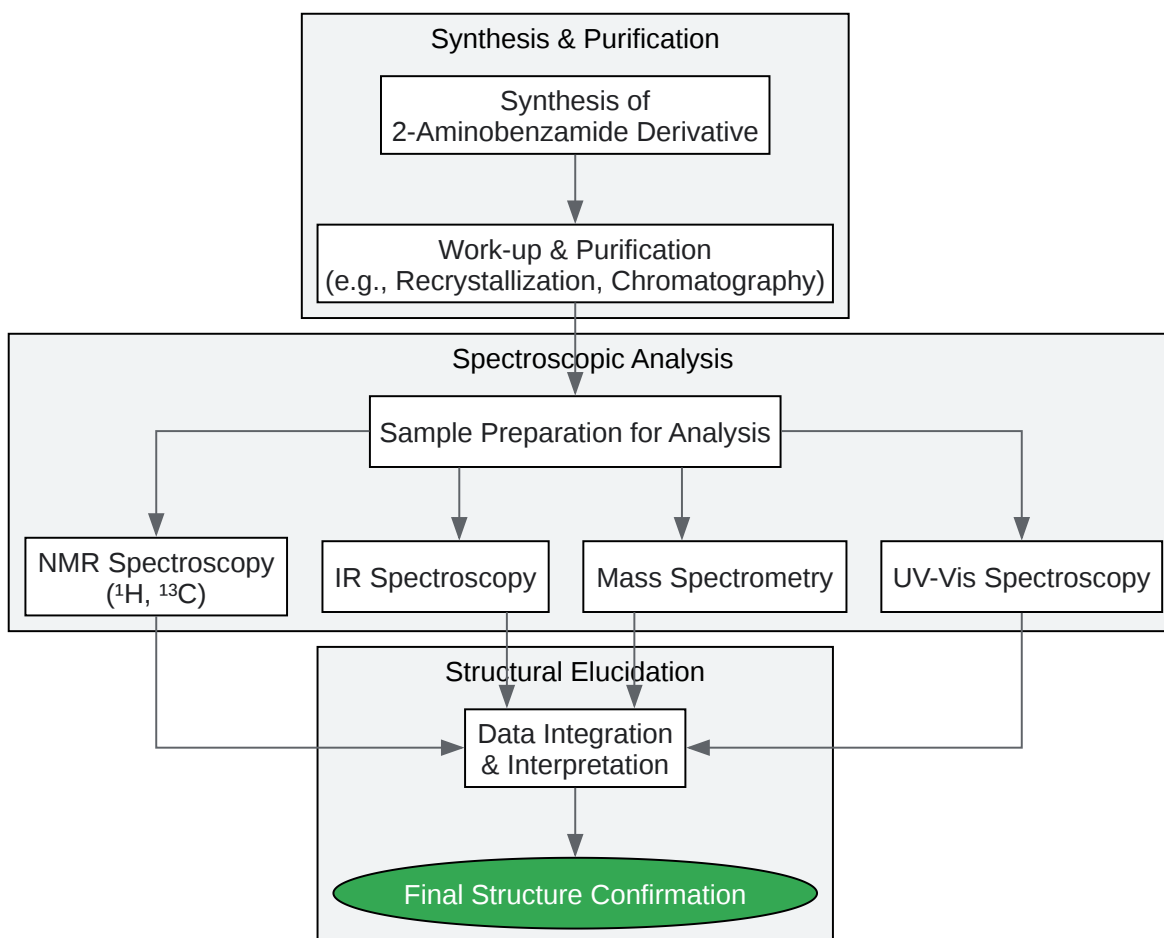 Synthesis & Purification
Synthesis of
2-Aminobenzamide Derivative
Work-up & Purification
(e.g., Recrystallization, Chromatography)
Spectroscopic Analysis
Sample Preparation for Analysis
NMR Spectroscopy
(¹H, ¹³C)
IR Spectroscopy
Mass Spectrometry
UV-Vis Spectroscopy
Structural Elucidation
Data Integration
& Interpretation
Final Structure Confirmation